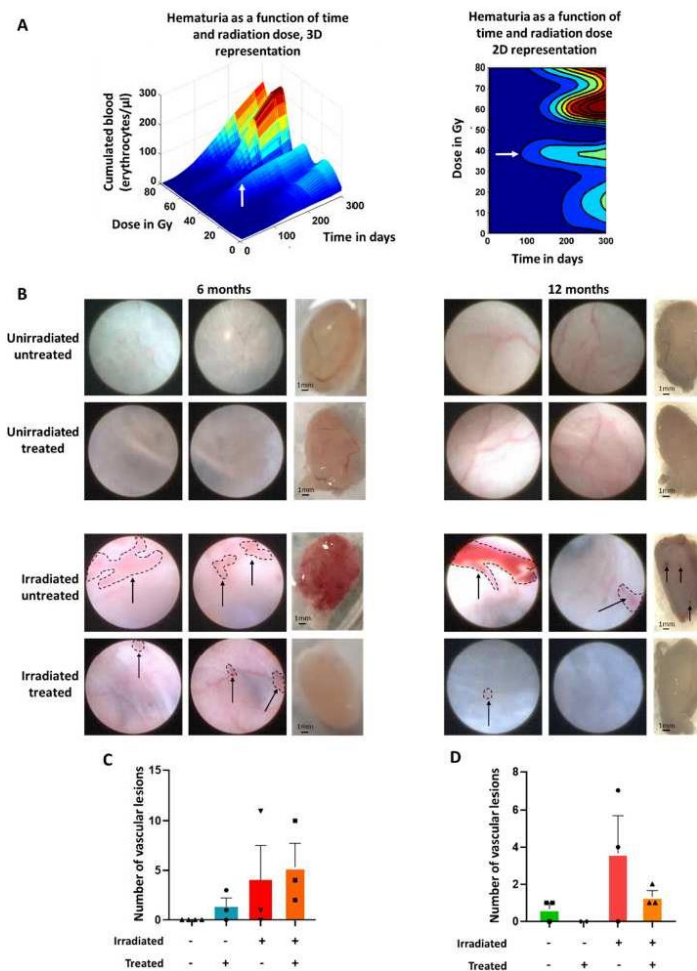 A
Hematuria as a function of time
and radiation dose, 3D
representation
Cumulated blood
(erythrocytes/µl)
300
200
100
0
80
60
40
20
0
Dose in Gy
0
100
200
300
Time in days
Hematuria as a function of
time and radiation dose
2D representation
Dose in Gy
80
70
60
50
40
30
20
10
0
0
100
200
300
Time in days
B
6 months
12 months
Unirradiated
untreated
1mm
1mm
Unirradiated
treated
1mm
1mm
Irradiated
untreated
1mm
1mm
Irradiated
treated
1mm
1mm
C
Number of vascular lesions
15
10
5
0
Irradiated - - + +
Treated - + - +
D
Number of vascular lesions
8
6
4
2
0
Irradiated - - + +
Treated - + - +